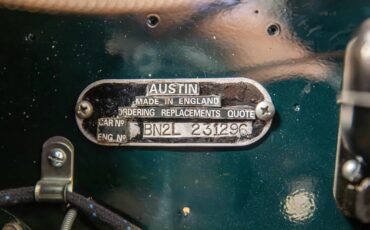 AUSTIN
MADE IN ENGLAND
ORDERING REPLACEMENTS QUOTE
CAR Nº BN2L 231296
ENG. Nº